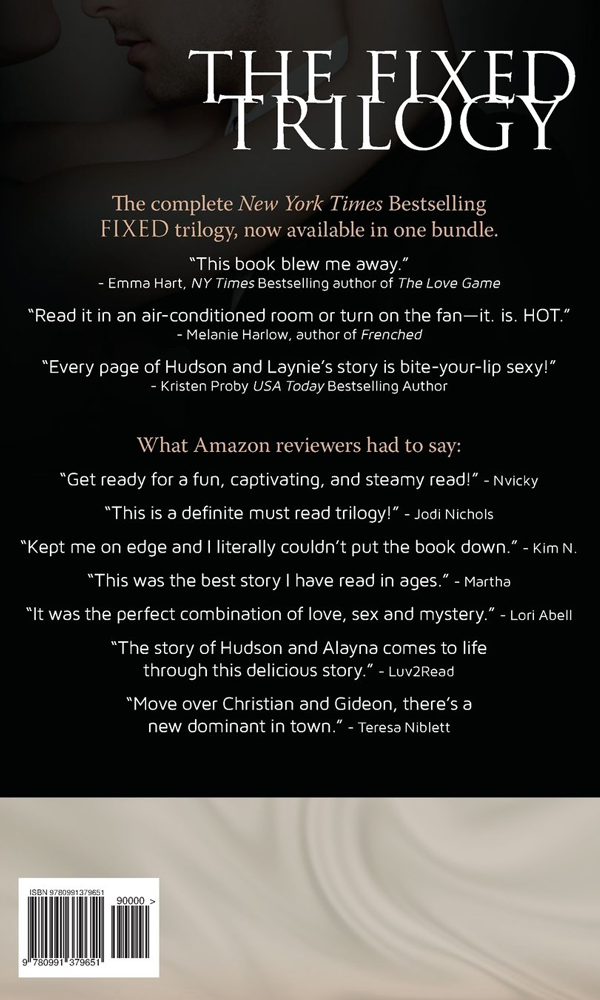 THE FIXED
TRILOGY
The complete New York Times Bestselling
FIXED trilogy, now available in one bundle.
“This book blew me away.”
- Emma Hart, NY Times Bestselling author of The Love Game
“Read it in an air-conditioned room or turn on the fan—it. is. HOT.”
- Melanie Harlow, author of Frenched
“Every page of Hudson and Laynie’s story is bite-your-lip sexy!”
- Kristen Proby USA Today Bestselling Author
What Amazon reviewers had to say:
“Get ready for a fun, captivating, and steamy read!” - Nvicky
“This is a definite must read trilogy!” - Jodi Nichols
“Kept me on edge and I literally couldn’t put the book down.” - Kim N.
“This was the best story I have read in ages.” - Martha
“It was the perfect combination of love, sex and mystery.” - Lori Abell
“The story of Hudson and Alayna comes to life
through this delicious story.” - Luv2Read
“Move over Christian and Gideon, there’s a
new dominant in town.” - Teresa Niblett
ISBN 9780991379651
90000 >
9 780991 379651